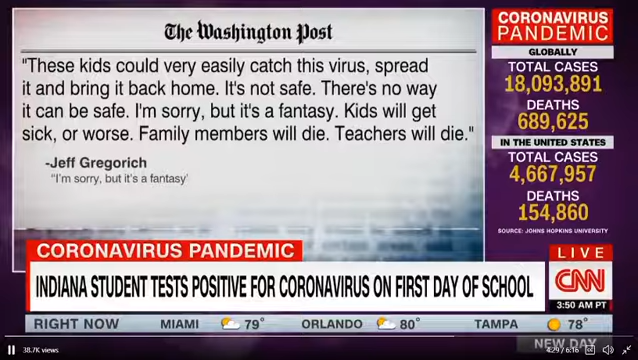 The Washington Post
"These kids could very easily catch this virus, spread
it and bring it back home. It's not safe. There's no way
it can be safe. I'm sorry, but it's a fantasy. Kids will get
sick, or worse. Family members will die. Teachers will die."
-Jeff Gregorich
"I'm sorry, but it's a fantasy'
CORONAVIRUS
PANDEMIC
GLOBALLY
TOTAL CASES
18,093,891
DEATHS
689,625
IN THE UNITED STATES
TOTAL CASES
4,667,957
DEATHS
154,860
SOURCE: JOHNS HOPKINS UNIVERSITY
CORONAVIRUS PANDEMIC
INDIANA STUDENT TESTS POSITIVE FOR CORONAVIRUS ON FIRST DAY OF SCHOOL
LIVE
CNN
3:50 AM PT
RIGHT NOW MIAMI 79° ORLANDO 80° TAMPA 78°
NEW DAY
38.7K views
4:29 / 6:16